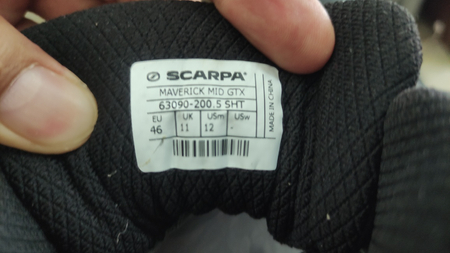 SCARPA
MAVERICK MID GTX
63090-200.5 SHT
EU UK USm USw
46 11 12
MADE IN CHINA